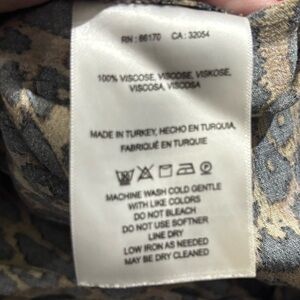 RN : 86170 CA : 32054
100% VISCOSE, VISCOSE, VISKOSE,
VISCOSA, VISCOSA
MADE IN TURKEY, HECHO EN TURQUIA,
FABRIQUÉ EN TURQUIE
MACHINE WASH COLD GENTLE
WITH LIKE COLORS
DO NOT BLEACH
DO NOT USE SOFTNER
LINE DRY
LOW IRON AS NEEDED
MAY BE DRY CLEANED